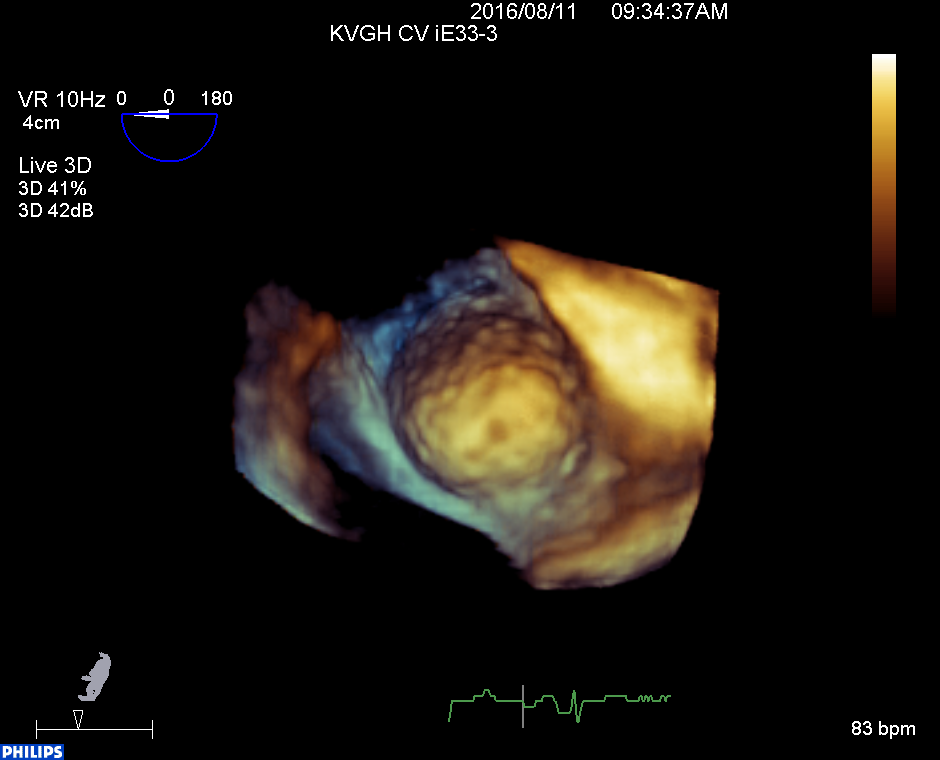 2016/08/11 09:34:37AM
KVGH CV iE33-3
VR 10Hz 0 0 180
4cm
Live 3D
3D 41%
3D 42dB
83 bpm
PHILIPS